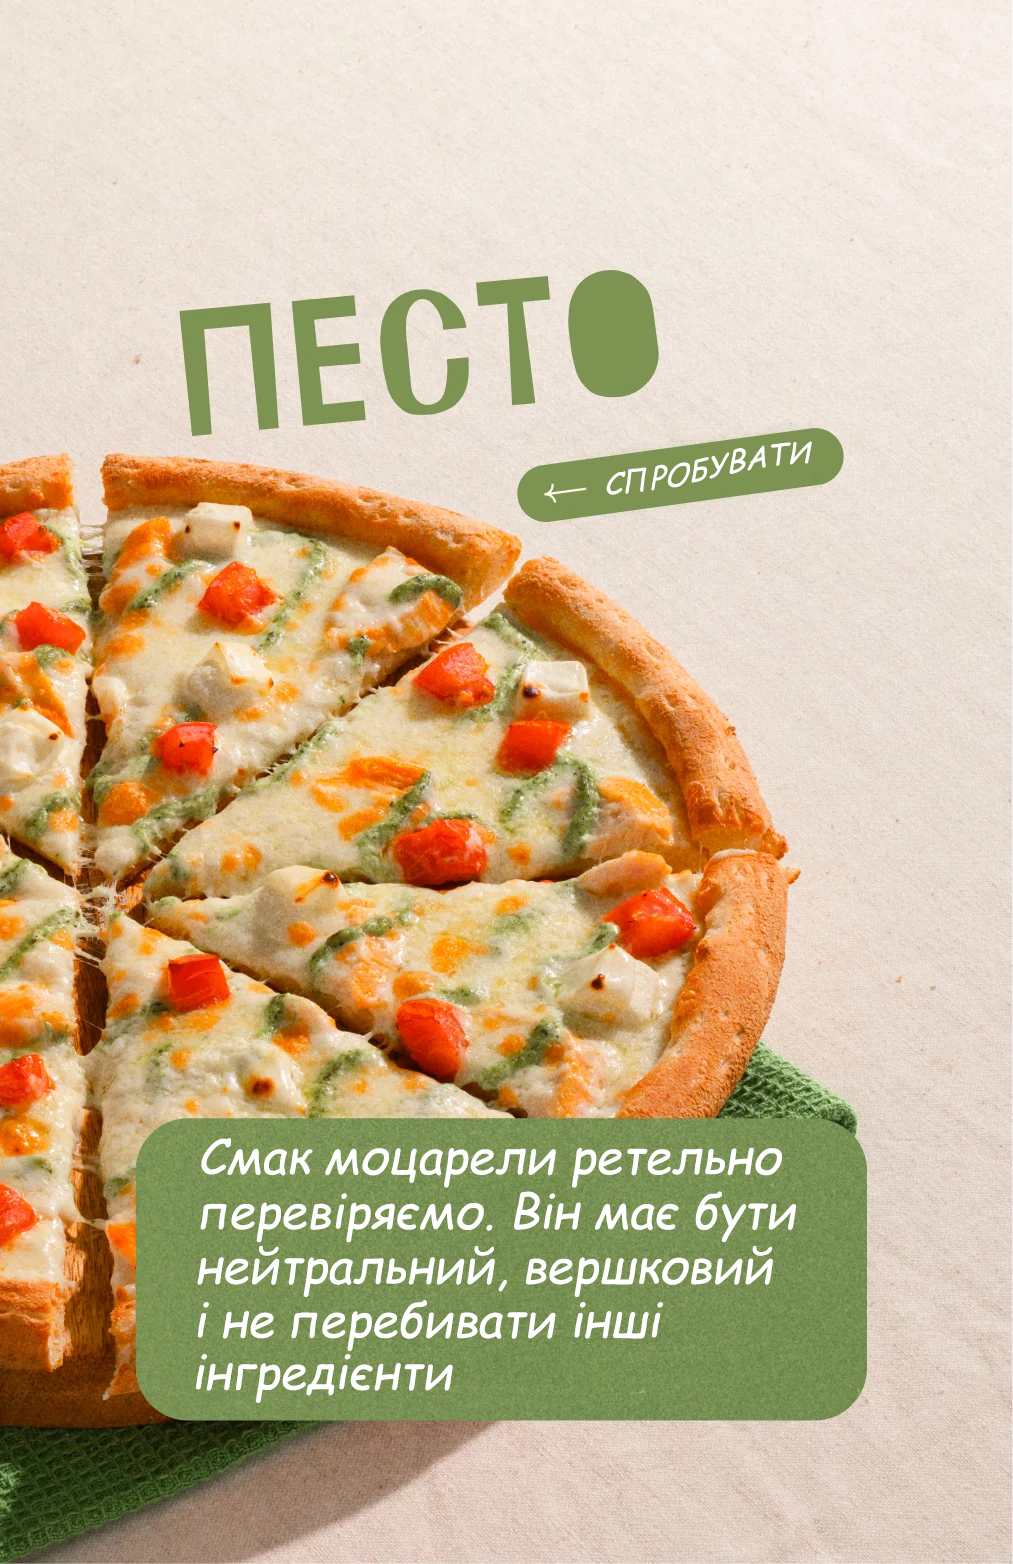 ПЕСТО
← СПРОБУВАТИ
Смак моцарели ретельно
перевіряємо. Він має бути
нейтральний, вершковий
і не перебивати інші
інгредієнти